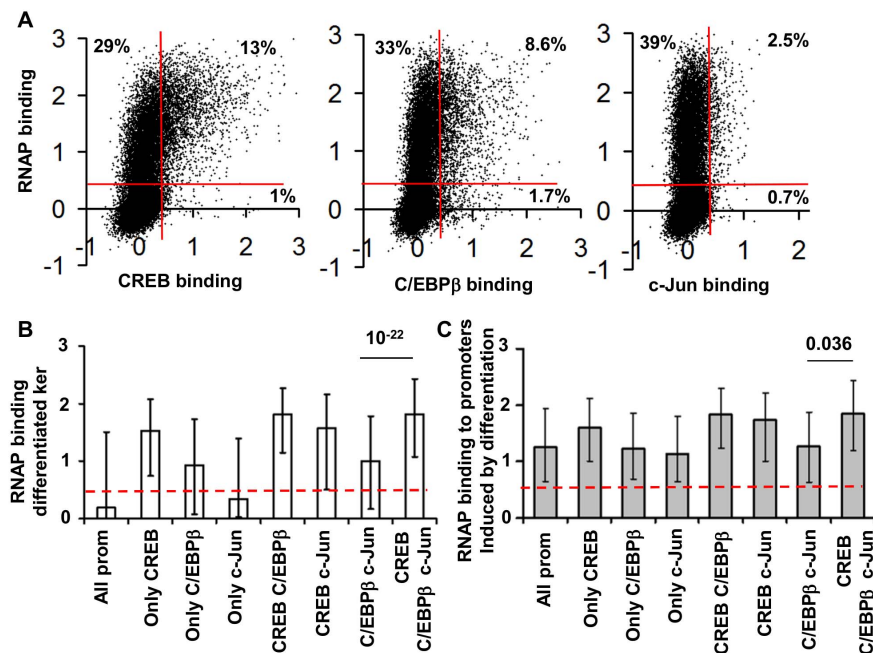 A
29%
13%
1%
RNAP binding
3
2
1
0
-1
-1 0 1 2 3
CREB binding
33%
8.6%
1.7%
3
2
1
0
-1
-1 0 1 2 3
C/EBPβ binding
39%
2.5%
0.7%
3
2
1
0
-1
-1 0 1 2
c-Jun binding
B
RNAP binding
differentiated ker
3
2
1
0
10-22
All prom
Only CREB
Only C/EBPβ
Only c-Jun
CREB C/EBPβ
CREB c-Jun
C/EBPβ c-Jun
CREB
C/EBPβ c-Jun
C
RNAP binding to promoters
Induced by differentiation
3
2
1
0
0.036
All prom
Only CREB
Only C/EBPβ
Only c-Jun
CREB C/EBPβ
CREB c-Jun
C/EBPβ c-Jun
CREB
C/EBPβ c-Jun